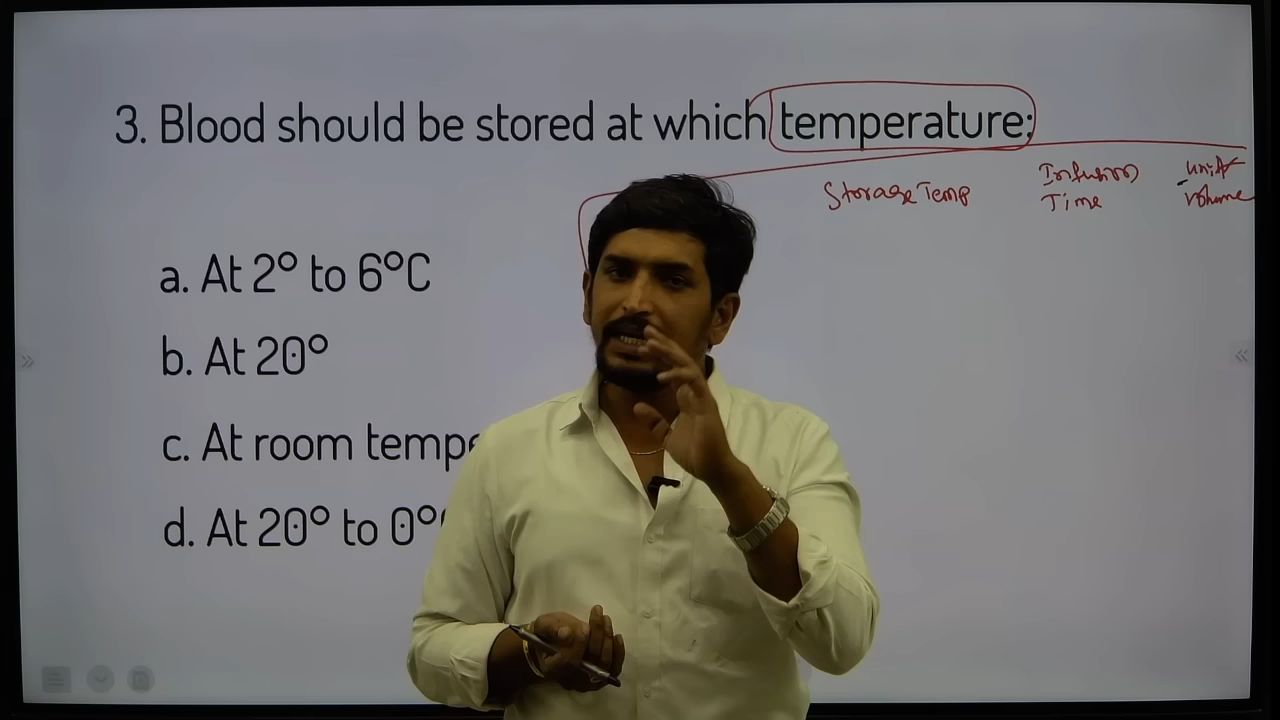 3. Blood should be stored at which temperature:
Storage Temp
Infusion
Time
unit
volume
a. At 2° to 6°C
b. At 20°
c. At room tempe
d. At 20° to 0°